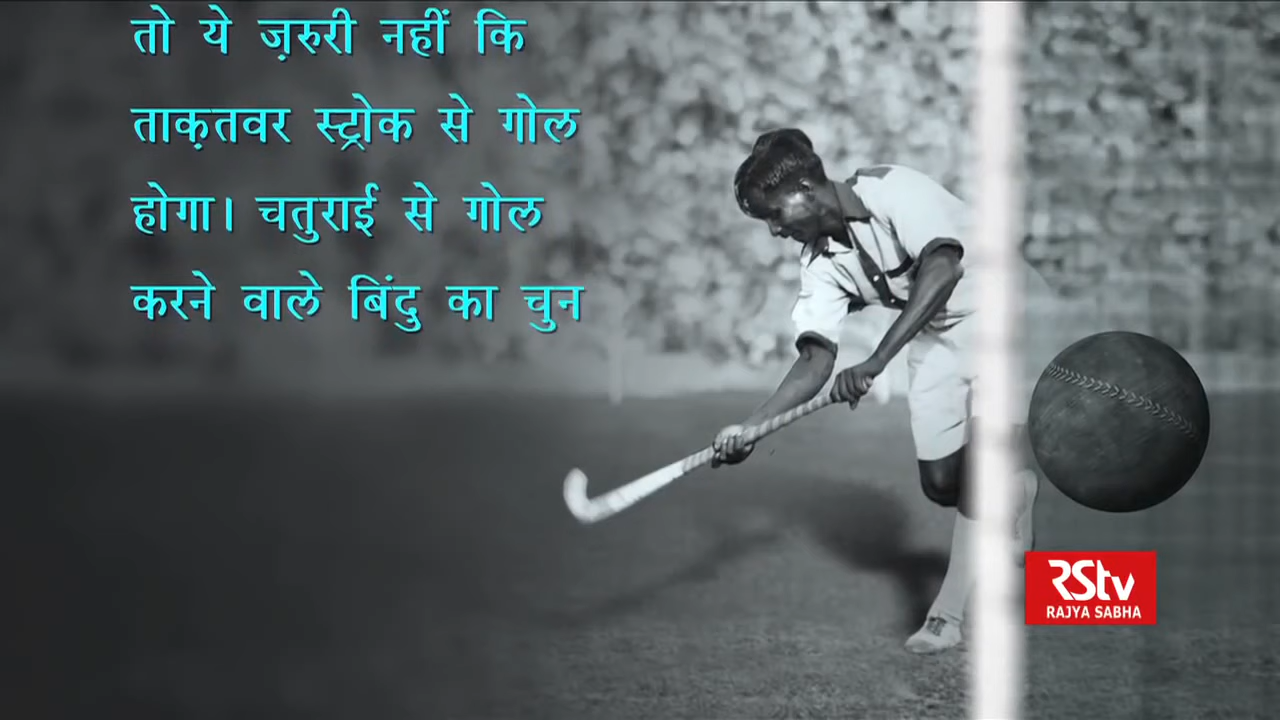 तो ये ज़रुरी नहीं कि
ताक़तवर स्ट्रोक से गोल
होगा। चतुराई से गोल
करने वाले बिंदु का चुन
RStv
RAJYA SABHA